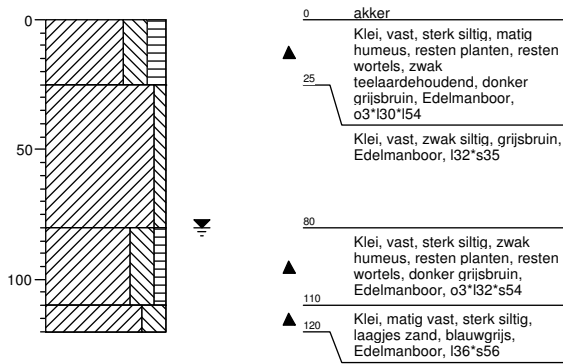 0
50
100
0 akker
Klei, vast, sterk siltig, matig
humeus, resten planten, resten
wortels, zwak
teelaardehoudend, donker
grijsbruin, Edelmanboor,
o3*l30*l54
25
Klei, vast, zwak siltig, grijsbruin,
Edelmanboor, l32*s35
80
Klei, vast, sterk siltig, zwak
humeus, resten planten, resten
wortels, donker grijsbruin,
Edelmanboor, o3*l32*s54
110
Klei, matig vast, sterk siltig,
laagjes zand, blauwgrijs,
Edelmanboor, l36*s56
120